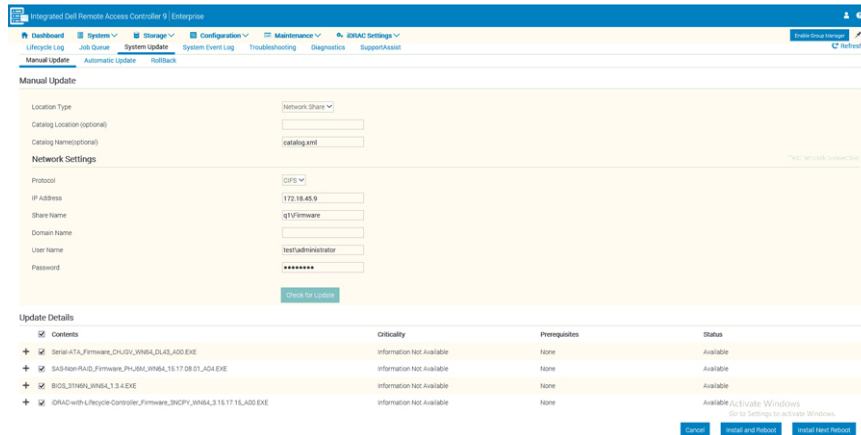 Integrated Dell Remote Access Controller 9 | Enterprise
Dashboard System Storage Configuration Maintenance iDRAC Settings Enable Group Manager
Lifecycle Log Job Queue System Update System Event Log Troubleshooting Diagnostics SupportAssist Refresh
Manual Update Automatic Update RollBack
Manual Update
Location Type Network Share
Catalog Location (optional)
Catalog Name(optional) catalog.xml
Network Settings
Protocol CIFS
IP Address 172.18.45.9
Share Name q1\Firmware
Domain Name
User Name test\administrator
Password ••••••••
Check for Update
Update Details
Contents Criticality Prerequisites Status
Serial-ATA_Firmware_CHJGV_WN64_DL43_A00.EXE Information Not Available None Available
SAS-Non-RAID_Firmware_PHJ6M_WN64_15.17.08.01_A04.EXE Information Not Available None Available
BIOS_31N6N_WN64_1.3.4.EXE Information Not Available None Available
iDRAC-with-Lifecycle-Controller_Firmware_SNCPY_WN64_3.15.17.15_A00.EXE Information Not Available None Available
Activate Windows
Go to Settings to activate Windows.
Cancel Install and Reboot Install Next Reboot